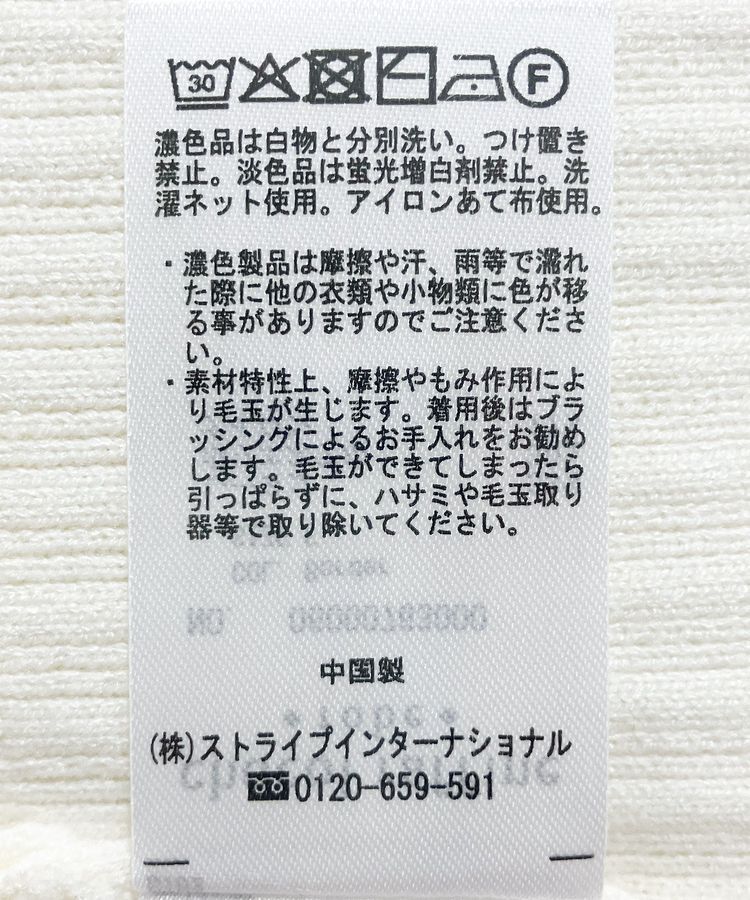 30 F
濃色品は白物と分別洗い。つけ置き
禁止。淡色品は蛍光増白剤禁止。洗
濯ネット使用。アイロンあて布使用。
・濃色製品は摩擦や汗、雨等で濡れ
た際に他の衣類や小物類に色が移
る事がありますのでご注意くださ
い。
・素材特性上、摩擦やもみ作用によ
り毛玉が生じます。着用後はブラ
ッシングによるお手入れをお勧め
します。毛玉ができてしまったら
引っぱらずに、ハサミや毛玉取り
器等で取り除いてください。
COL. Border
NO. 06000783000
中国製
(株)ストライプインターナショナル
0120-659-591